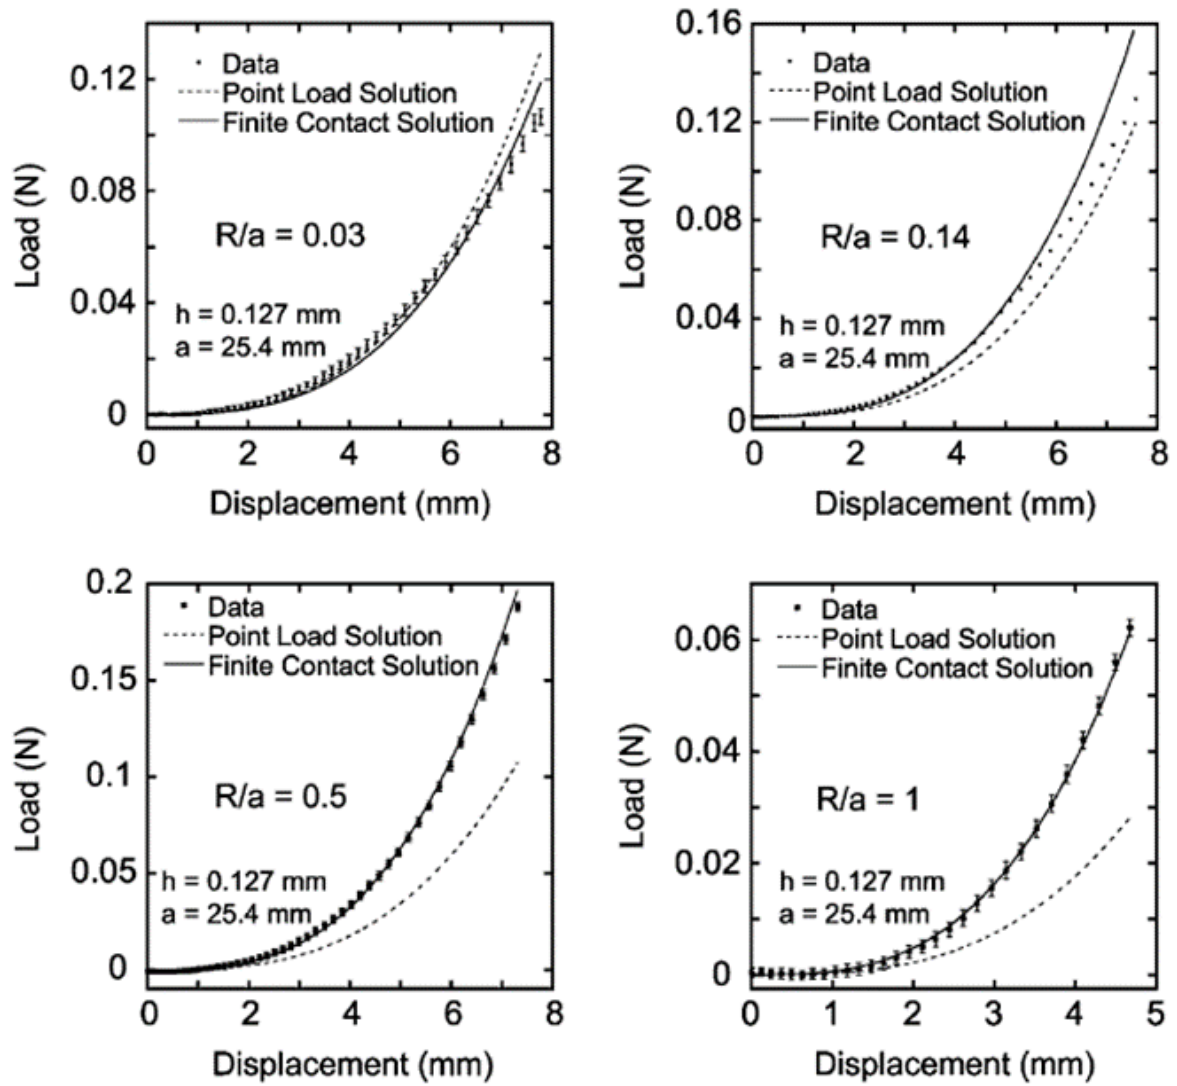 0.12
0.08
0.04
0
Load (N)
Data
Point Load Solution
Finite Contact Solution
R/a = 0.03
h = 0.127 mm
a = 25.4 mm
0 2 4 6 8
Displacement (mm)
0.16
0.12
0.08
0.04
0
Load (N)
Data
Point Load Solution
Finite Contact Solution
R/a = 0.14
h = 0.127 mm
a = 25.4 mm
0 2 4 6 8
Displacement (mm)
0.2
0.15
0.1
0.05
0
Load (N)
Data
Point Load Solution
Finite Contact Solution
R/a = 0.5
h = 0.127 mm
a = 25.4 mm
0 2 4 6 8
Displacement (mm)
0.06
0.04
0.02
0
Load (N)
Data
Point Load Solution
Finite Contact Solution
R/a = 1
h = 0.127 mm
a = 25.4 mm
0 1 2 3 4 5
Displacement (mm)